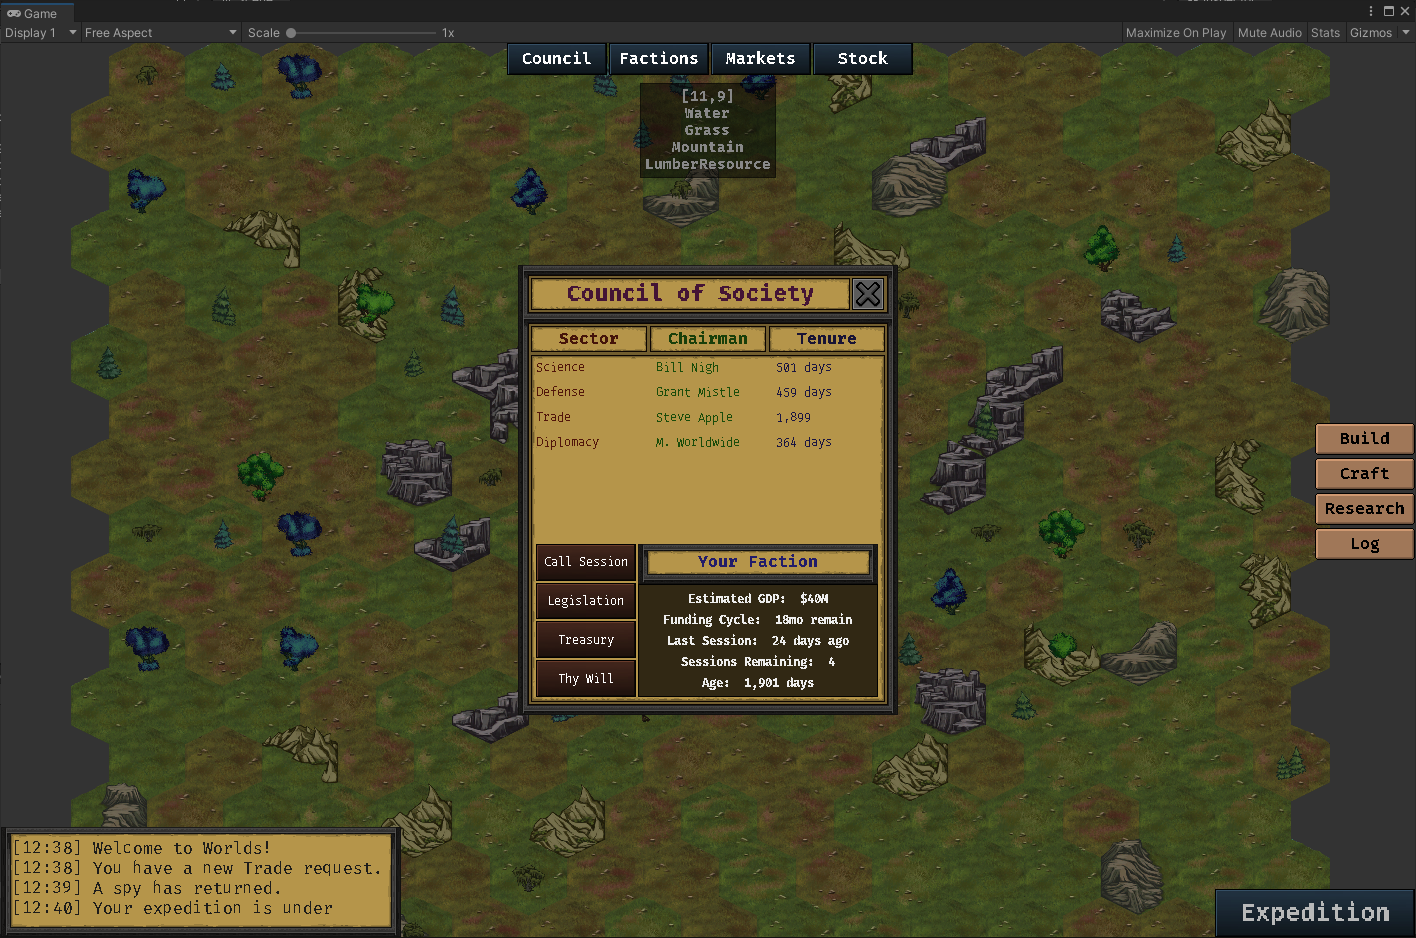 Game
Display 1 Free Aspect Scale 1x Maximize On Play Mute Audio Stats Gizmos
Council Factions Markets Stock
[11,9]
Water
Grass
Mountain
LumberResource
Council of Society
Sector Chairman Tenure
Science Bill Nigh 501 days
Defense Grant Mistle 459 days
Trade Steve Apple 1,899
Diplomacy M. Worldwide 364 days
Build
Craft
Research
Log
Call Session
Legislation
Treasury
Thy Will
Your Faction
Estimated GDP: $40M
Funding Cycle: 18mo remain
Last Session: 24 days ago
Sessions Remaining: 4
Age: 1,901 days
[12:38] Welcome to Worlds!
[12:38] You have a new Trade request.
[12:39] A spy has returned.
[12:40] Your expedition is under
Expedition